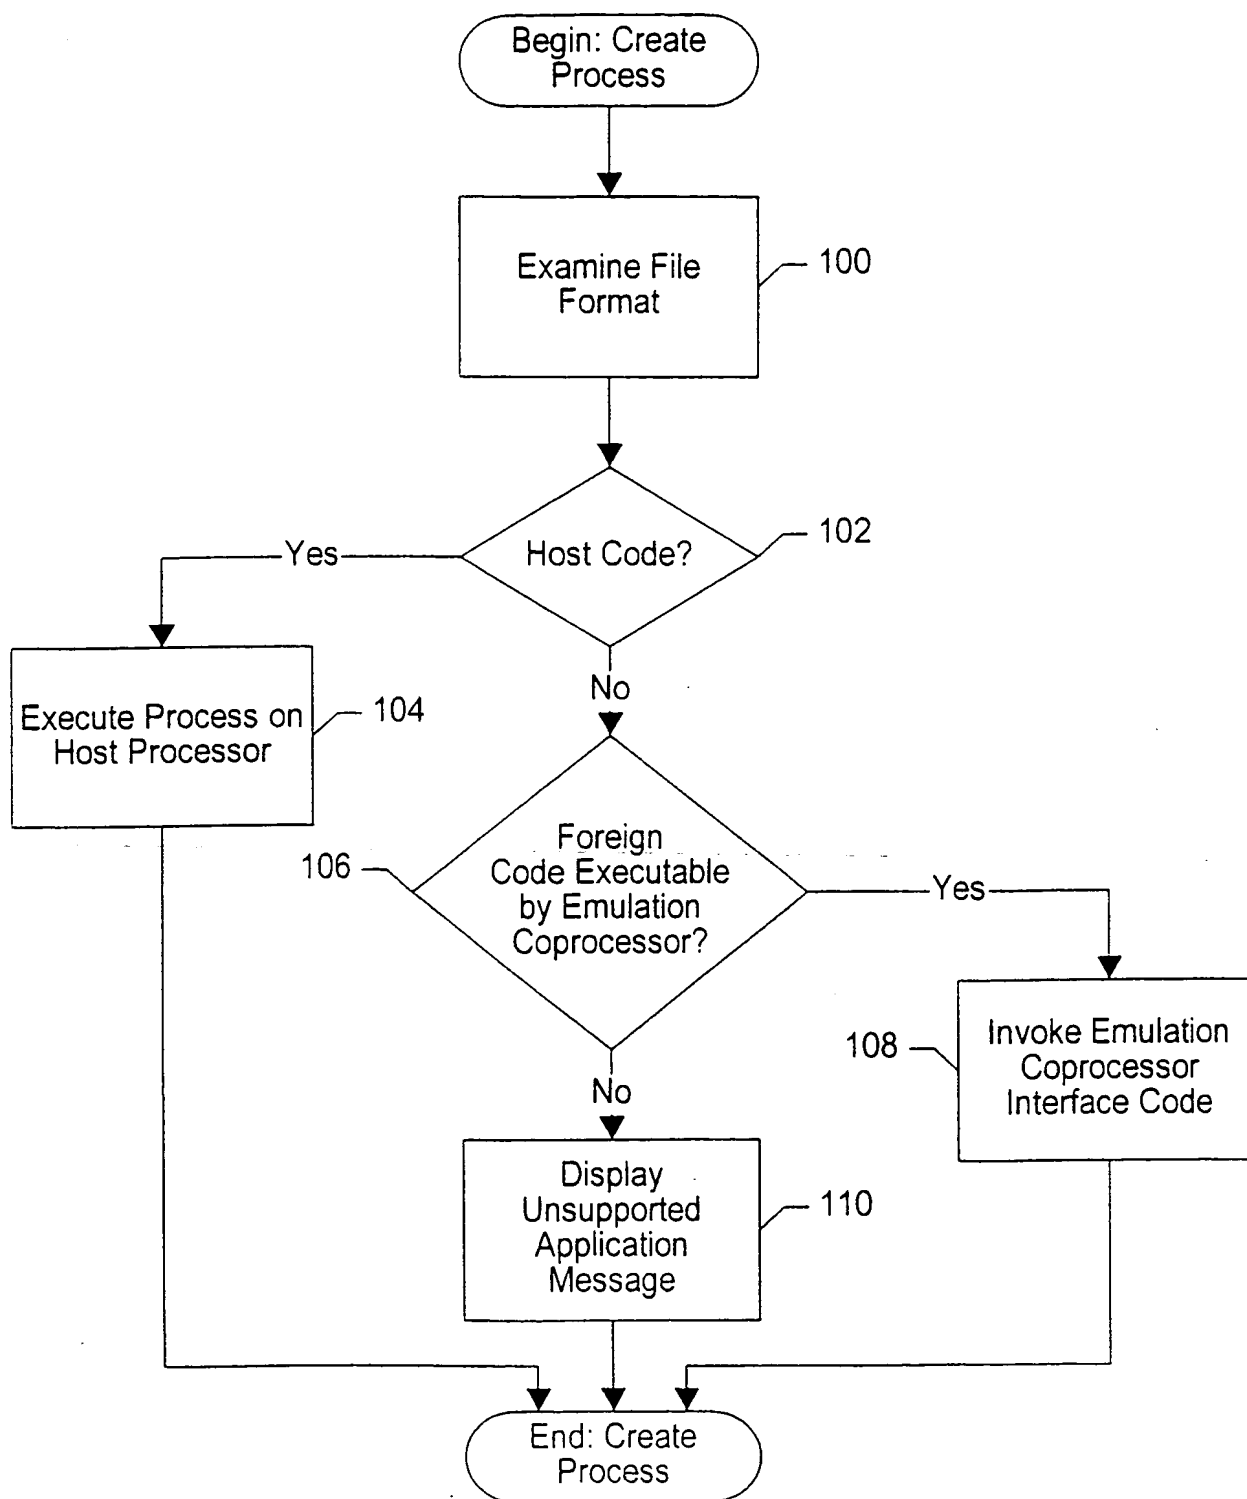 Begin: Create
Process
Examine File
Format
100
Host Code?
102
Yes
No
Execute Process on
Host Processor
104
Foreign
Code Executable
by Emulation
Coprocessor?
106
Yes
No
Invoke Emulation
Coprocessor
Interface Code
108
Display
Unsupported
Application
Message
110
End: Create
Process